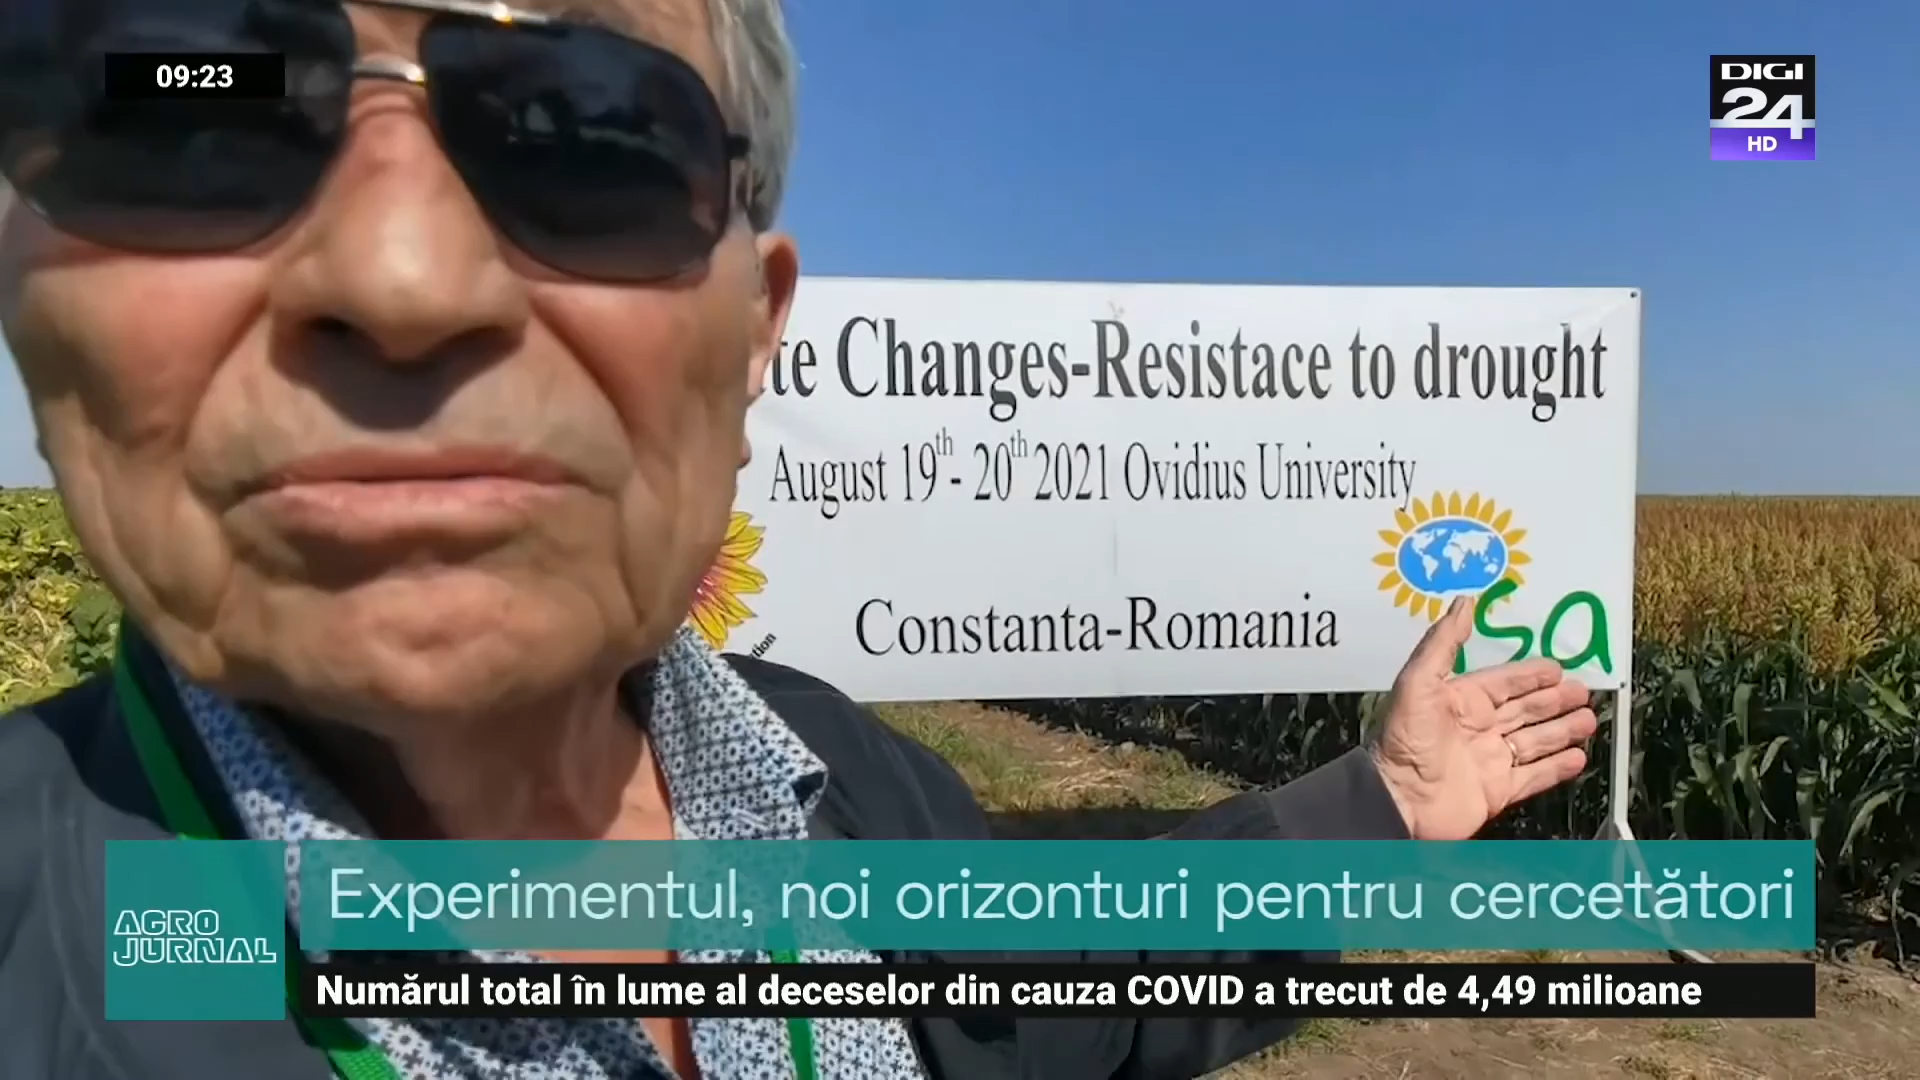 09:23
DIGI
24
HD
te Changes-Resistace to drought
August 19th - 20th 2021 Ovidius University
Constanta-Romania
sa
tion
Experimentul, noi orizonturi pentru cercetători
AGRO
JURNAL
Numărul total în lume al deceselor din cauza COVID a trecut de 4,49 milioane